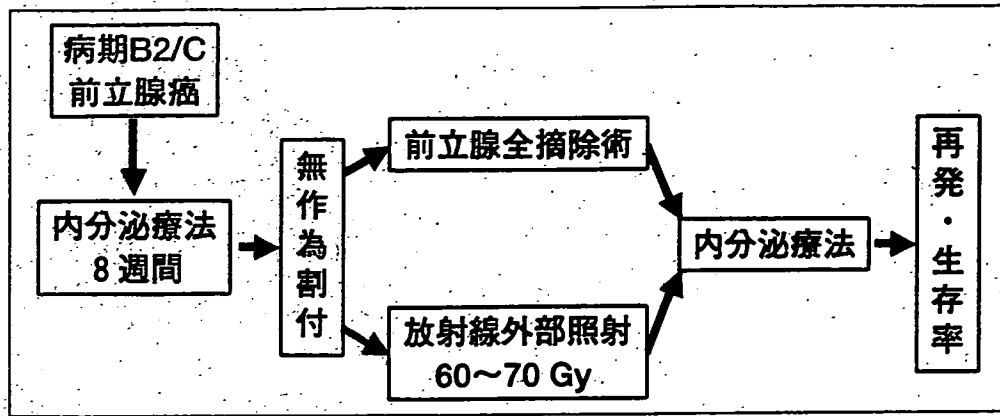 病期B2/C
前立腺癌
内分泌療法
8週間
無作為割付
前立腺全摘除術
放射線外部照射
60～70 Gy
内分泌療法
再発・生存率